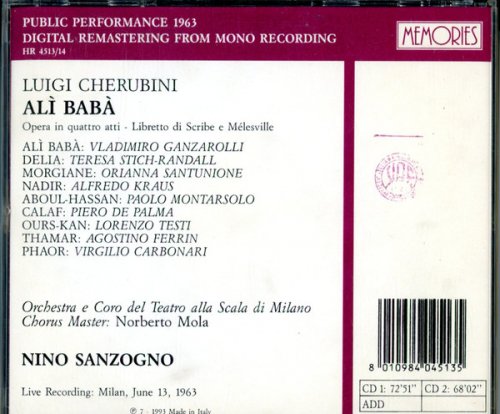 PUBLIC PERFORMANCE 1963
DIGITAL REMASTERING FROM MONO RECORDING
HR 4513/14
MEMORIES
LUIGI CHERUBINI
ALÌ BABÀ
Opera in quattro atti - Libretto di Scribe e Mélesville
ALÌ BABÀ: VLADIMIRO GANZAROLLI
DELIA: TERESA STICH-RANDALL
MORGIANE: ORIANNA SANTUNIONE
NADIR: ALFREDO KRAUS
ABOUL-HASSAN: PAOLO MONTARSOLO
CALAF: PIERO DE PALMA
OURS-KAN: LORENZO TESTI
THAMAR: AGOSTINO FERRIN
PHAOR: VIRGILIO CARBONARI
Orchestra e Coro del Teatro alla Scala di Milano
Chorus Master: Norberto Mola
NINO SANZOGNO
Live Recording: Milan, June 13, 1963
℗ 7 - 1993 Made in Italy
8 010984 045135
CD 1: 72'51" CD 2: 68'02"
ADD